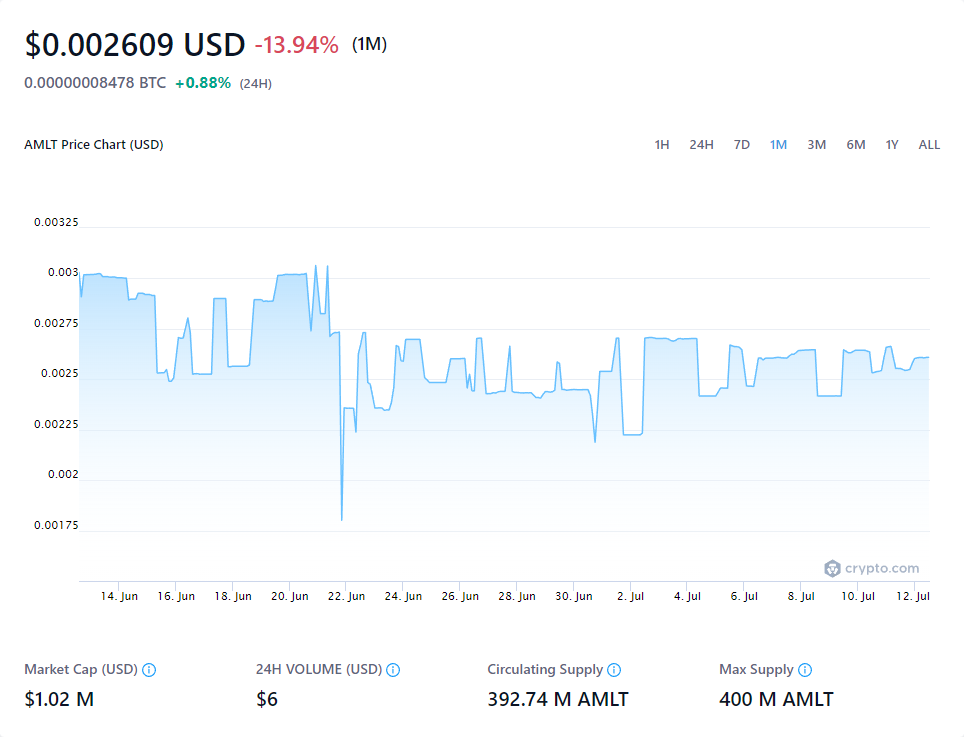 $0.002609 USD -13.94% (1M)
0.00000008478 BTC +0.88% (24H)
AMLT Price Chart (USD)
1H 24H 7D 1M 3M 6M 1Y ALL
0.00325
0.003
0.00275
0.0025
0.00225
0.002
0.00175
crypto.com
14. Jun 16. Jun 18. Jun 20. Jun 22. Jun 24. Jun 26. Jun 28. Jun 30. Jun 2. Jul 4. Jul 6. Jul 8. Jul 10. Jul 12. Jul
Market Cap (USD) 24H VOLUME (USD) Circulating Supply Max Supply
$1.02 M $6 392.74 M AMLT 400 M AMLT